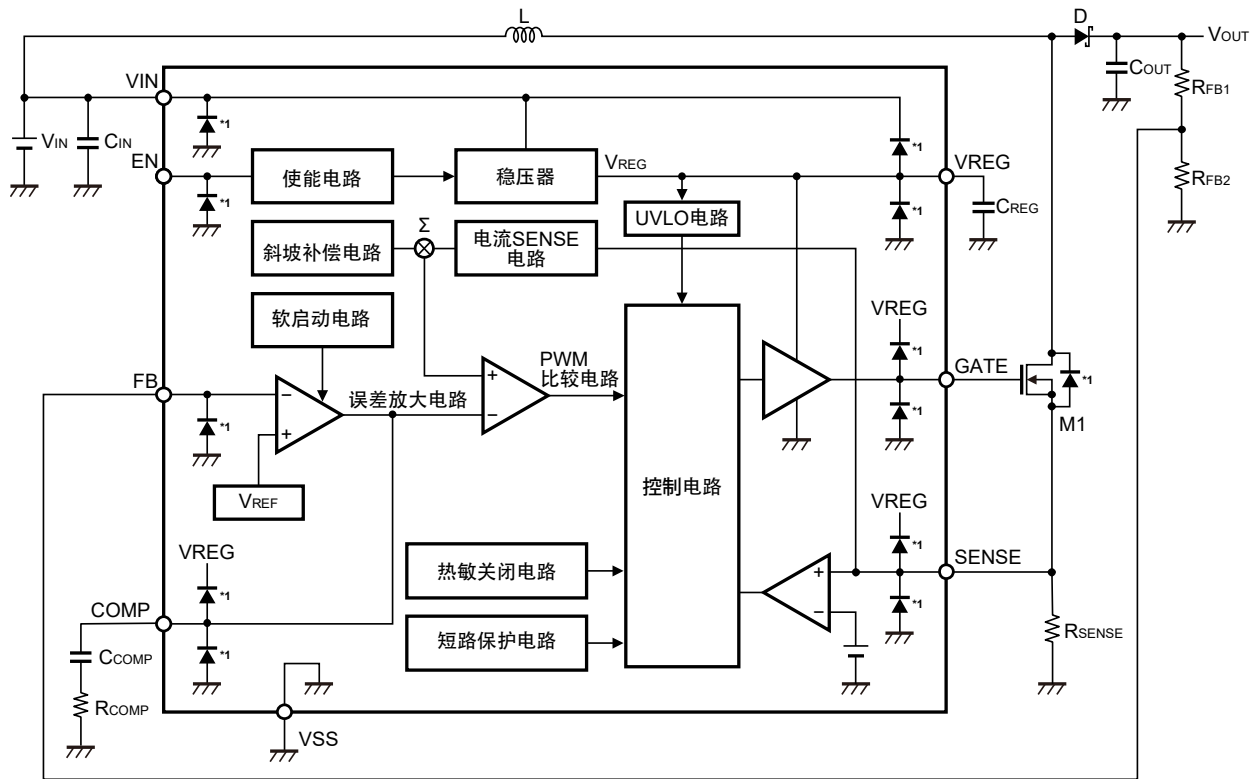 L
D
VOUT
COUT
RFB1
RFB2
VIN
VIN
CIN
EN
*1
*1
使能电路
稳压器
VREG
*1
*1
VREG
CREG
UVLO电路
斜坡补偿电路
Σ
电流SENSE
电路
软启动电路
VREG
*1
*1
GATE
*1
M1
FB
*1
−
+
误差放大电路
VREF
+
−
PWM
比较电路
控制电路
VREG
*1
*1
SENSE
+
−
RSENSE
热敏关闭电路
短路保护电路
VREG
*1
*1
COMP
CCOMP
RCOMP
VSS